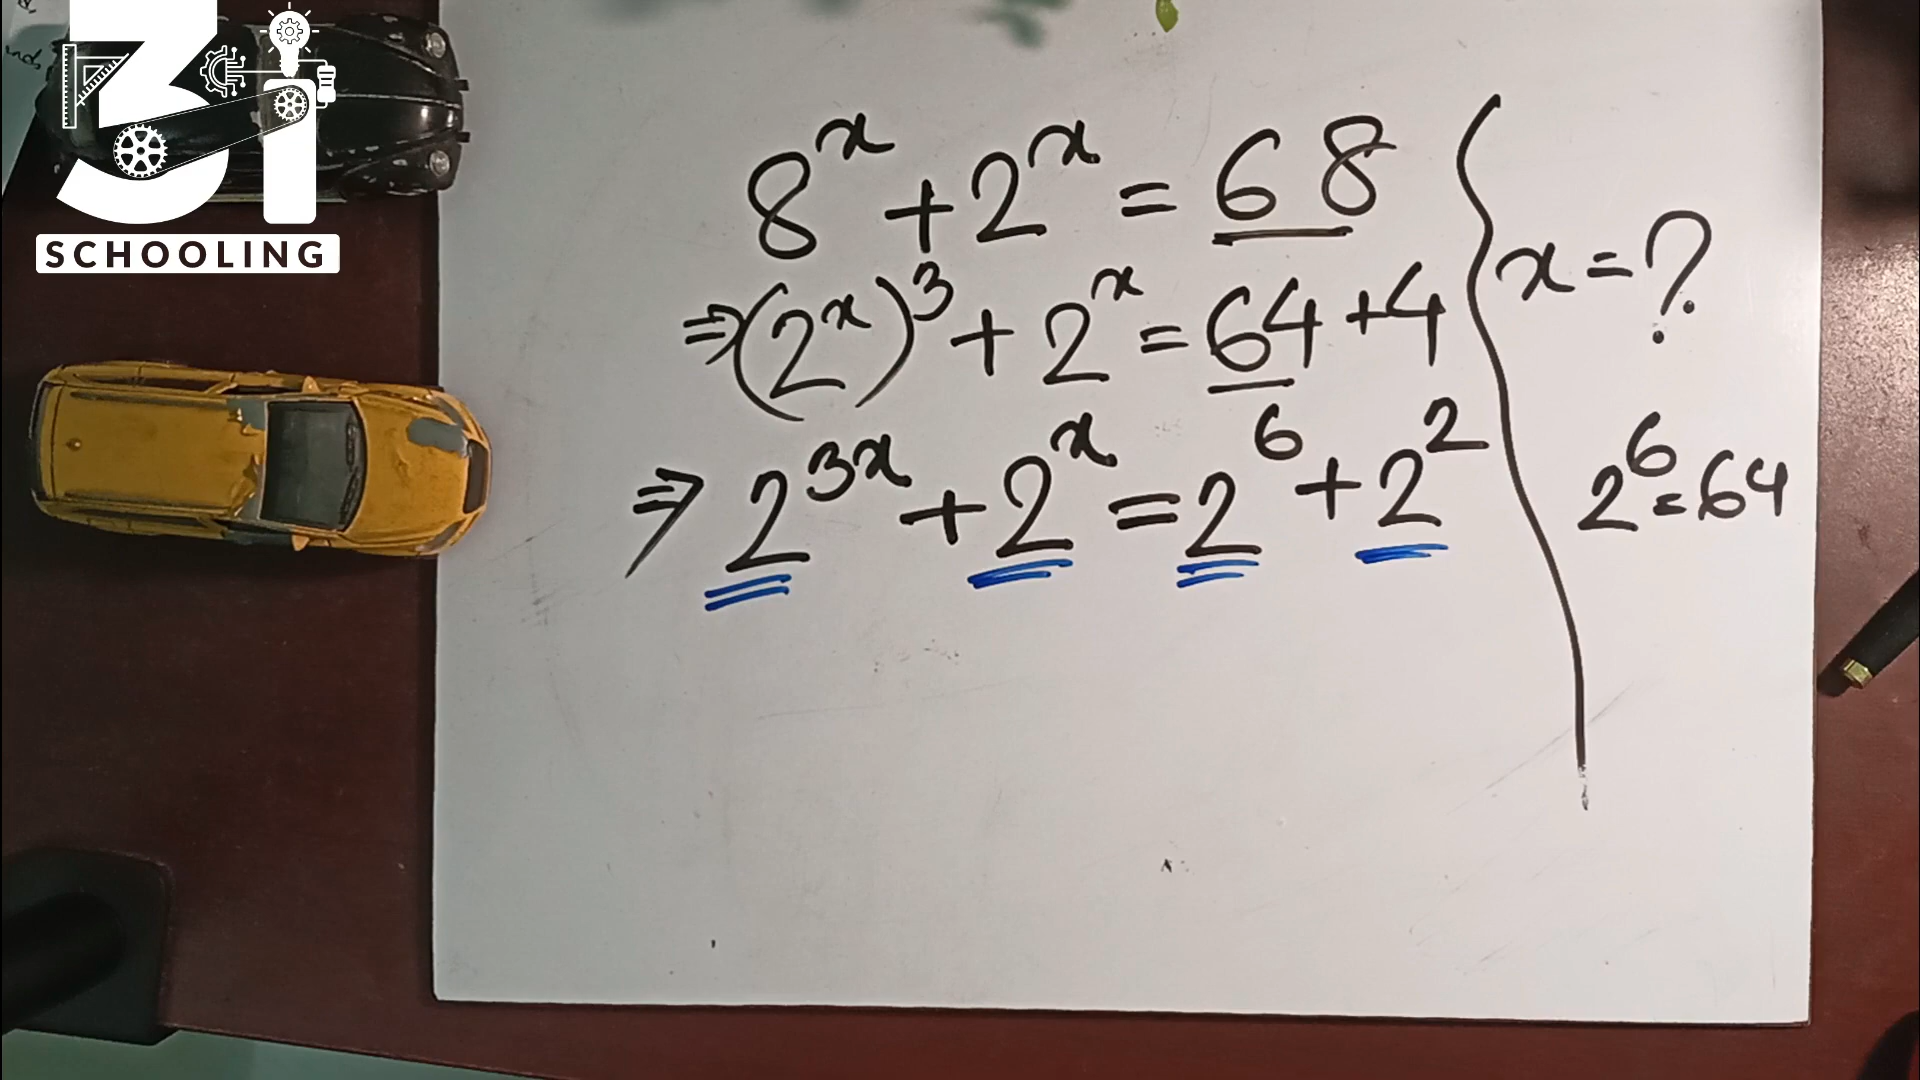 3i
SCHOOLING
8^x + 2^x = 68
x = ?
⇒ (2^x)^3 + 2^x = 64 + 4
⇒ 2^3x + 2^x = 2^6 + 2^2
2^6 = 64